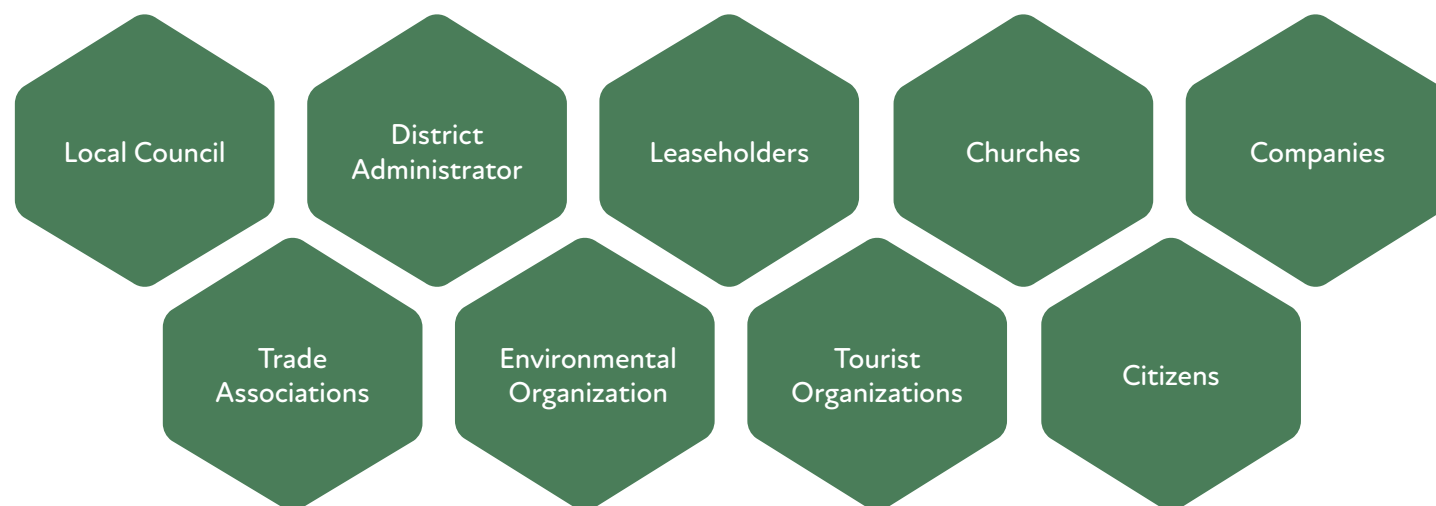 Local Council
District
Administrator
Leaseholders
Churches
Companies
Trade
Associations
Environmental
Organization
Tourist
Organizations
Citizens